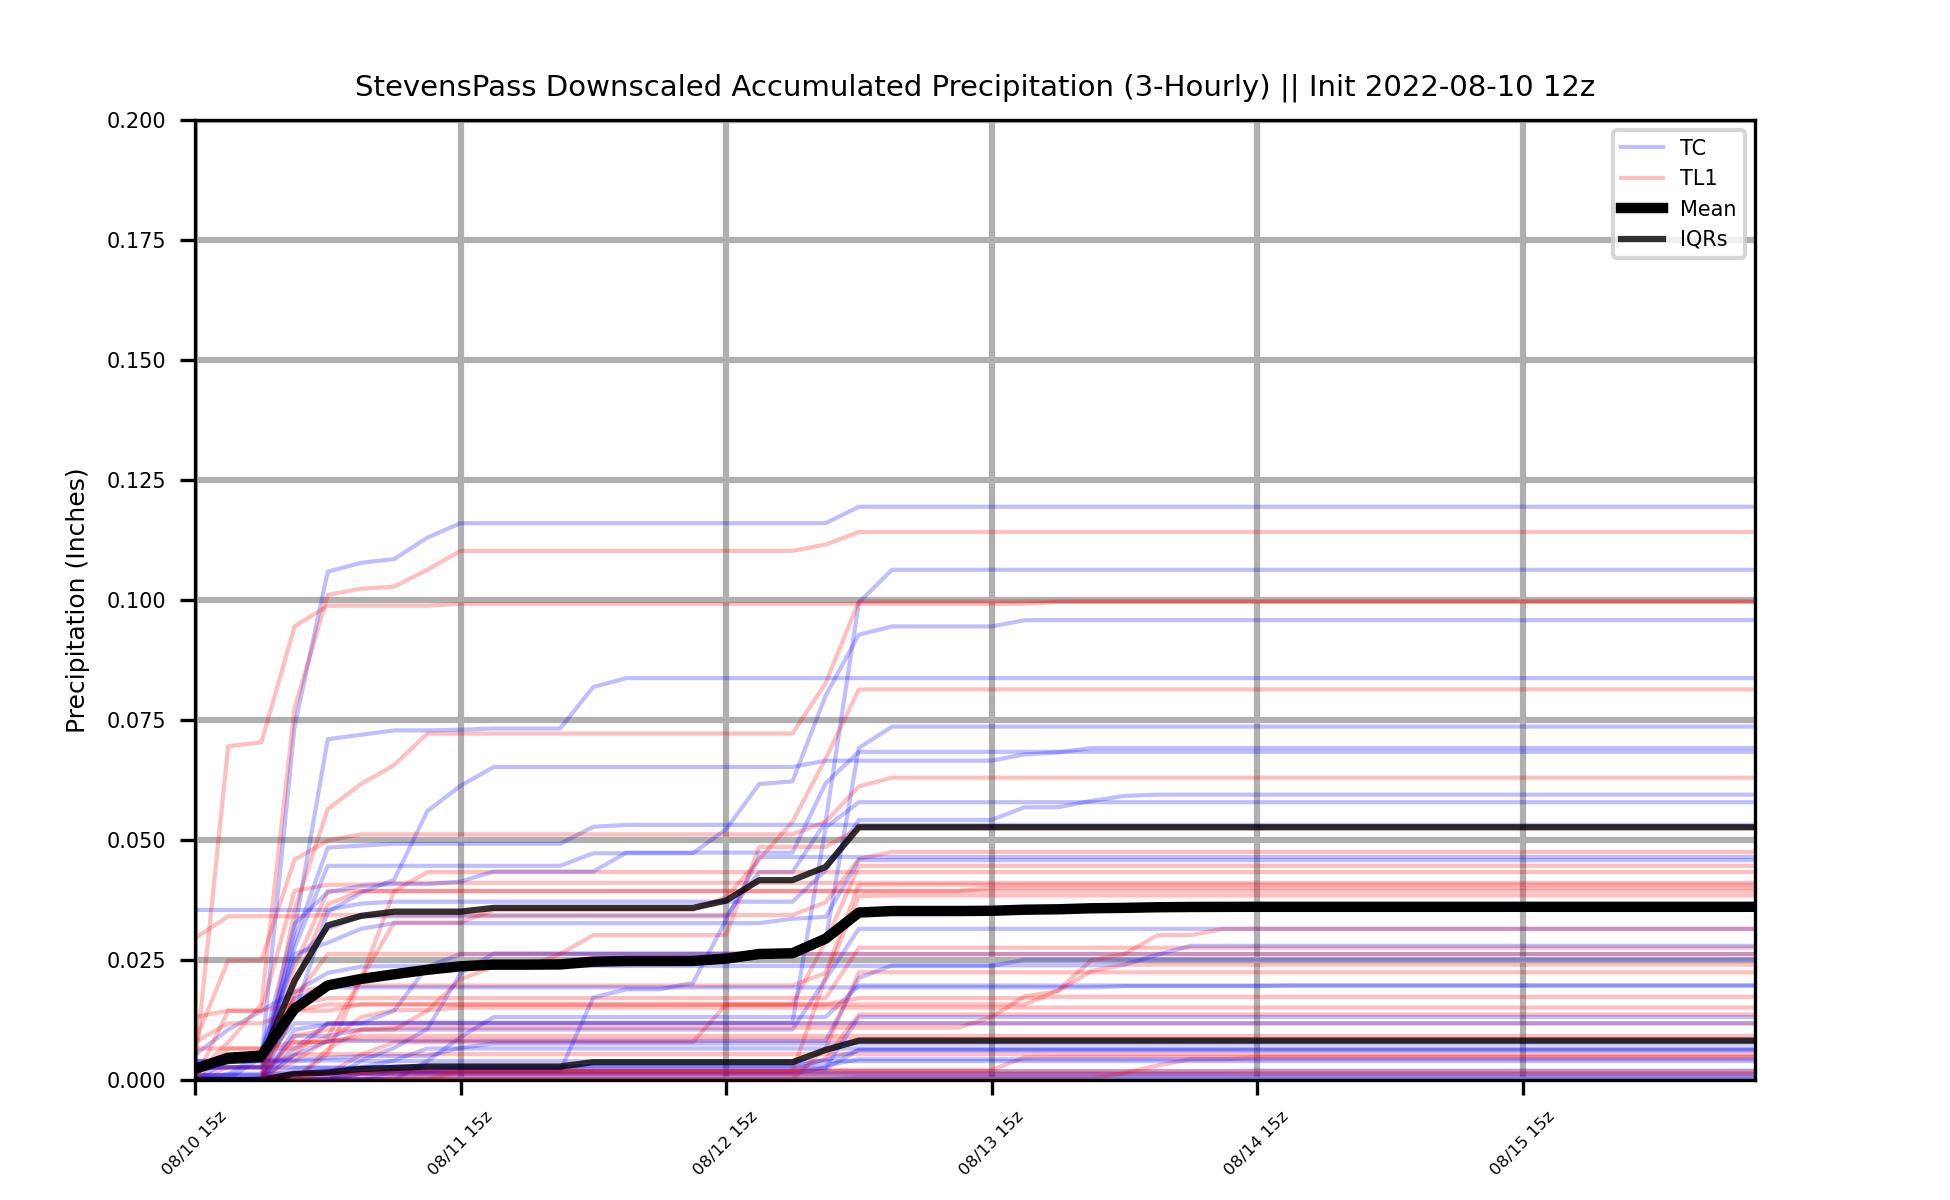 StevensPass Downscaled Accumulated Precipitation (3-Hourly) || Init 2022-08-10 12z
Precipitation (Inches)
0.200
0.175
0.150
0.125
0.100
0.075
0.050
0.025
0.000
TC
TL1
Mean
IQRs
08/10 15z
08/11 15z
08/12 15z
08/13 15z
08/14 15z
08/15 15z